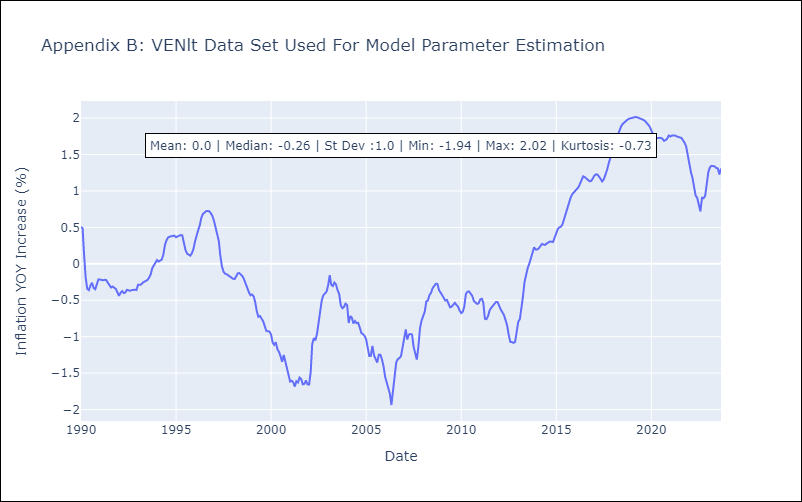 Appendix B: VENlt Data Set Used For Model Parameter Estimation
Mean: 0.0 | Median: -0.26 | St Dev :1.0 | Min: -1.94 | Max: 2.02 | Kurtosis: -0.73
Inflation YOY Increase (%)
2
1.5
1
0.5
0
−0.5
−1
−1.5
−2
1990 1995 2000 2005 2010 2015 2020
Date